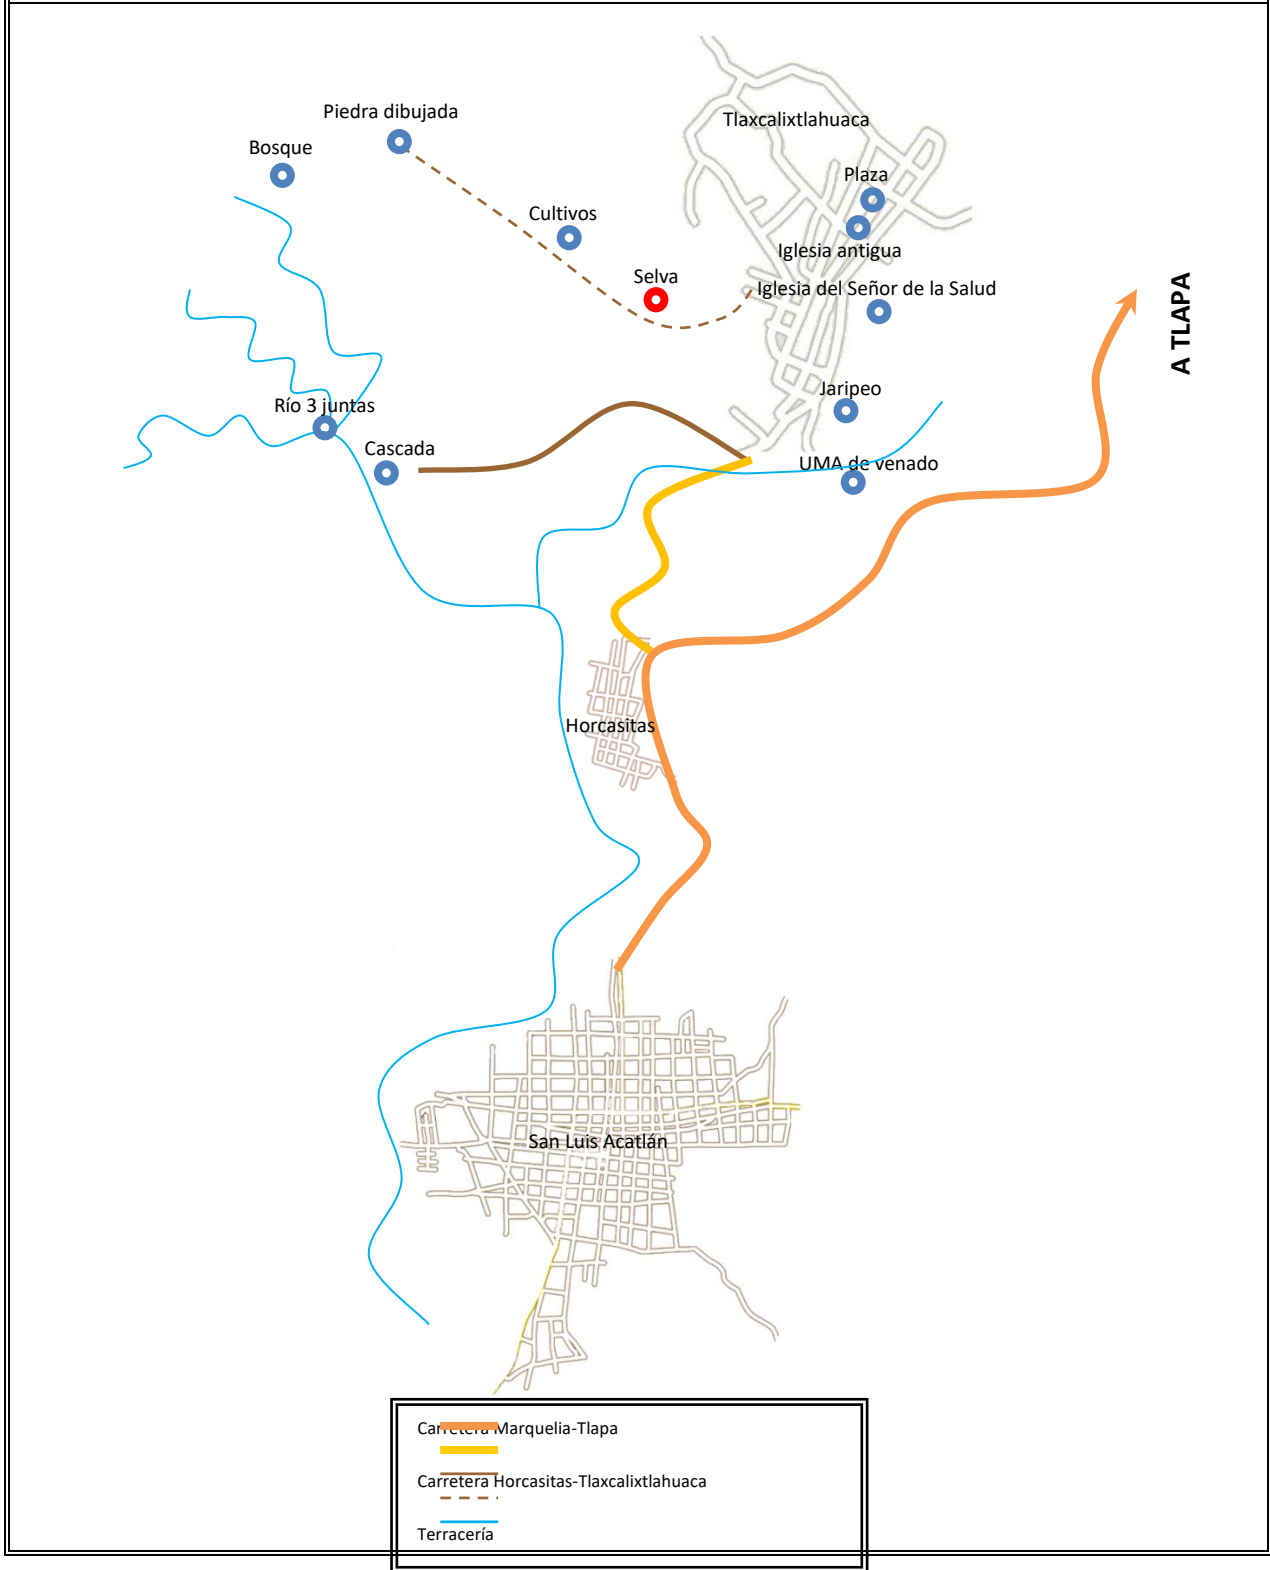 Piedra dibujada
Bosque
Tlaxcalixtlahuaca
Plaza
Cultivos
Iglesia antigua
Selva
Iglesia del Señor de la Salud
A TLAPA
Jaripeo
Río 3 juntas
Cascada
UMA de venado
Horcasitas
San Luis Acatlán
Carretera Marquelia-Tlapa
Carretera Horcasitas-Tlaxcalixtlahuaca
Terracería